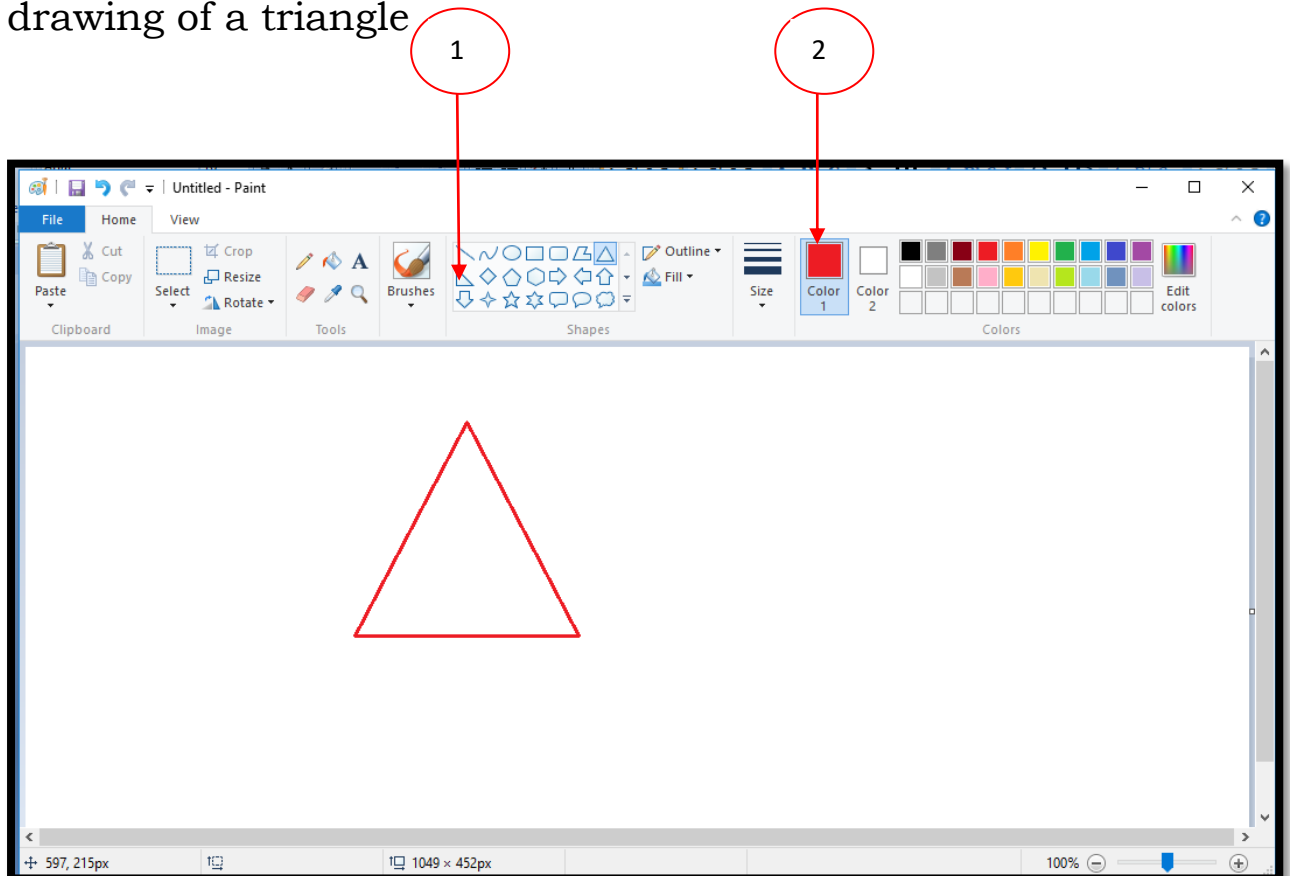 drawing of a triangle
1
2
Untitled - Paint
File Home View
Cut
Copy
Paste
Clipboard
Select
Crop
Resize
Rotate
Image
A
Tools
Brushes
Outline
Fill
Shapes
Size
Color 1
Color 2
Edit colors
Colors
597, 215px
1049 × 452px
100%